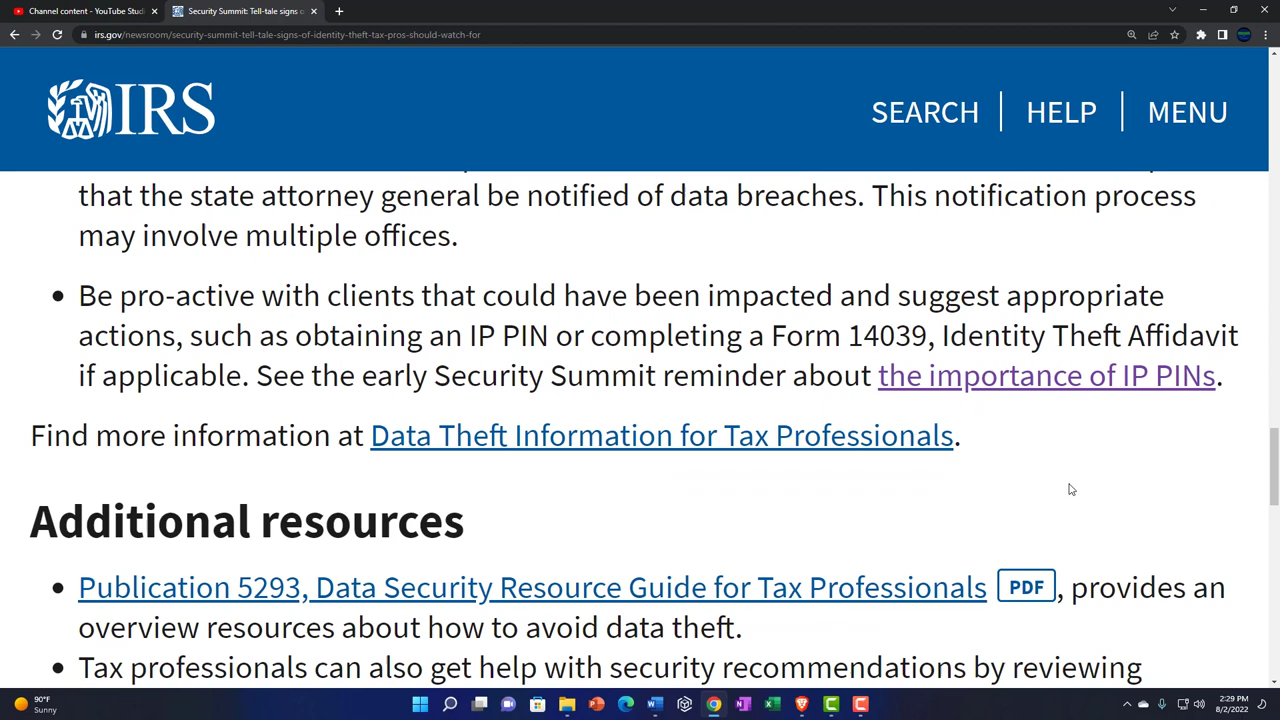 Channel content - YouTube Studi
Security Summit: Tell-tale signs o
irs.gov/newsroom/security-summit-tell-tale-signs-of-identity-theft-tax-pros-should-watch-for
IRS
SEARCH
HELP
MENU
that the state attorney general be notified of data breaches. This notification process
may involve multiple offices.
• Be pro-active with clients that could have been impacted and suggest appropriate
actions, such as obtaining an IP PIN or completing a Form 14039, Identity Theft Affidavit
if applicable. See the early Security Summit reminder about the importance of IP PINs.
Find more information at Data Theft Information for Tax Professionals.
Additional resources
• Publication 5293, Data Security Resource Guide for Tax Professionals PDF, provides an
overview resources about how to avoid data theft.
• Tax professionals can also get help with security recommendations by reviewing
90°F
Sunny
2:29 PM
8/2/2022